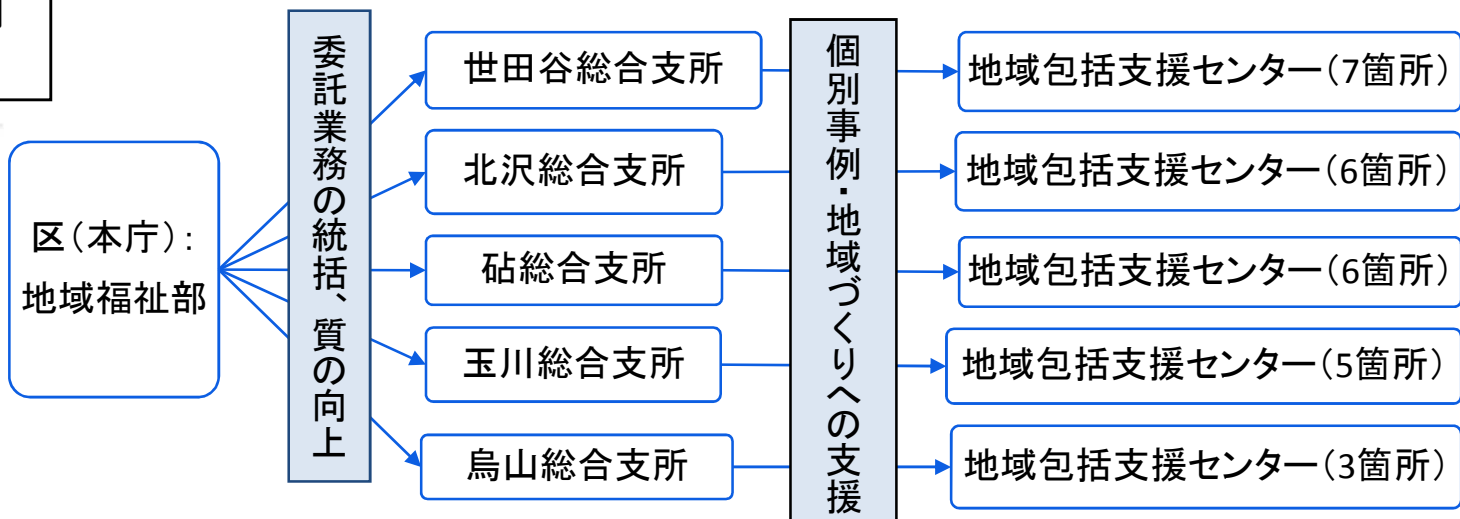 区（本庁）：
地域福祉部
委託業務の統括、質の向上
世田谷総合支所
北沢総合支所
砧総合支所
玉川総合支所
烏山総合支所
個別事例・地域づくりへの支援
地域包括支援センター（7箇所）
地域包括支援センター（6箇所）
地域包括支援センター（6箇所）
地域包括支援センター（5箇所）
地域包括支援センター（3箇所）